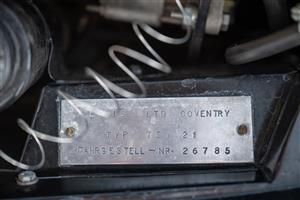 LTD COVENTRY
TYP
FAHRGESTELL-NR. 26785